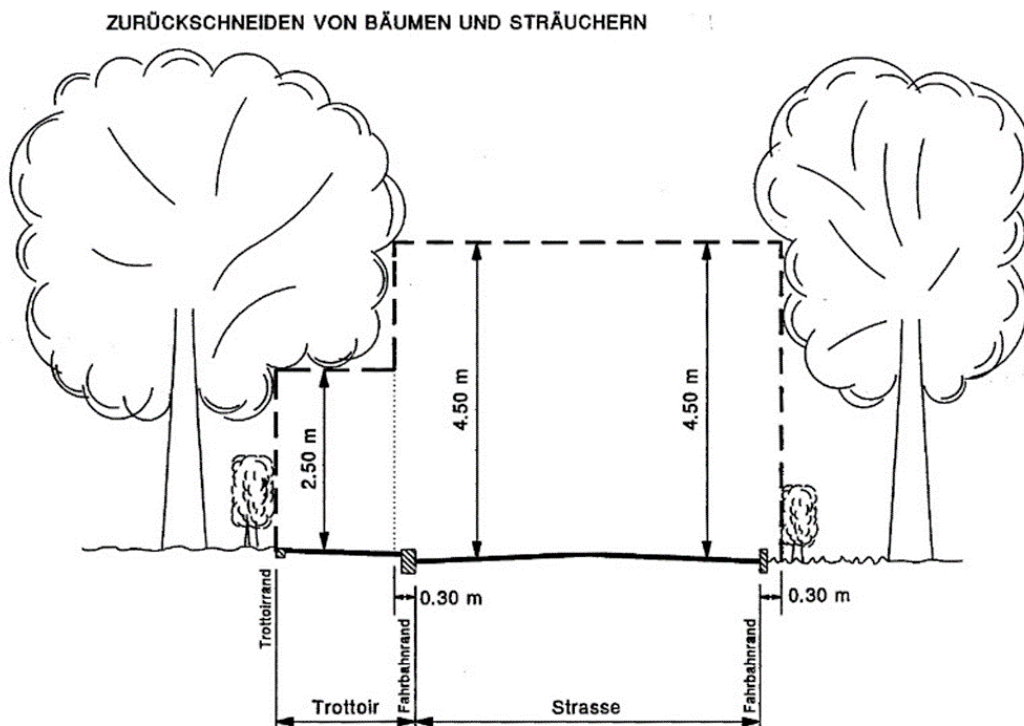 ZURÜCKSCHNEIDEN VON BÄUMEN UND STRÄUCHERN
4.50 m
4.50 m
2.50 m
0.30 m
0.30 m
Trottoirrand
Fahrbahnrand
Fahrbahnrand
Trottoir
Strasse